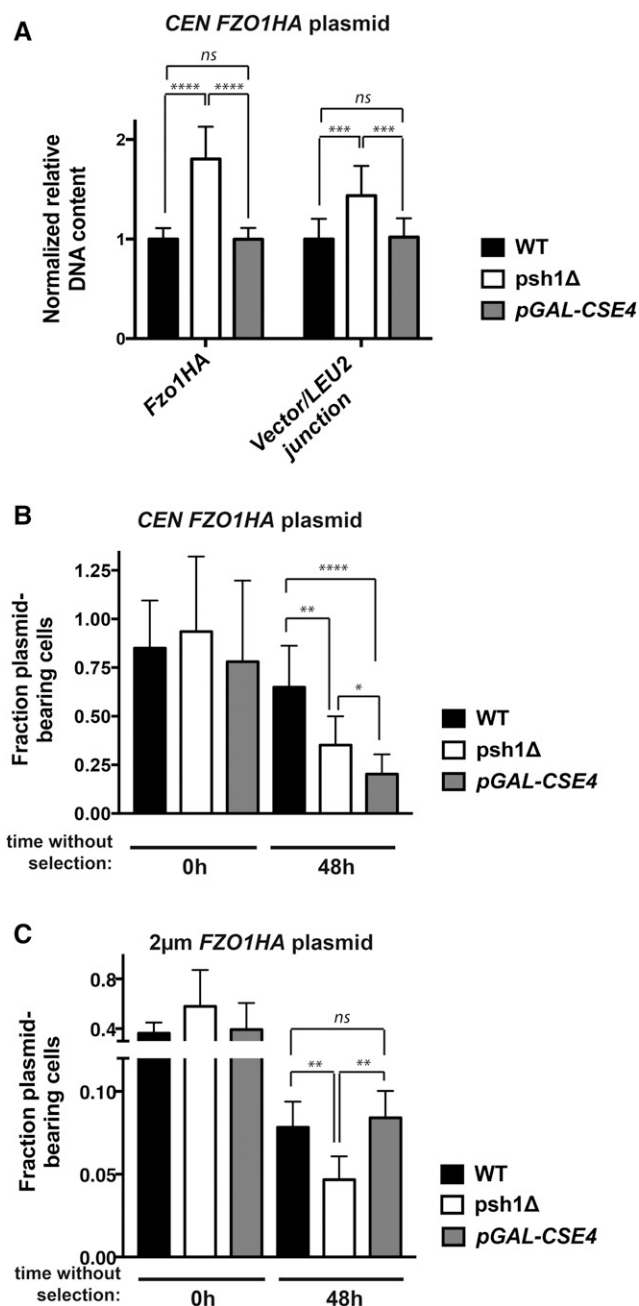 A
CEN FZO1HA plasmid
ns
**** ****
ns
*** ***
2
1
0
Normalized relative
DNA content
Fzo1HA
Vector/LEU2
junction
WT
psh1Δ
pGAL-CSE4
B
CEN FZO1HA plasmid
1.25
1.00
0.75
0.50
0.25
0.00
Fraction plasmid-
bearing cells
****
**
*
WT
psh1Δ
pGAL-CSE4
time without
selection:
0h
48h
C
2μm FZO1HA plasmid
0.8
0.4
0.10
0.05
0.00
Fraction plasmid-
bearing cells
ns
** **
WT
psh1Δ
pGAL-CSE4
time without
selection:
0h
48h